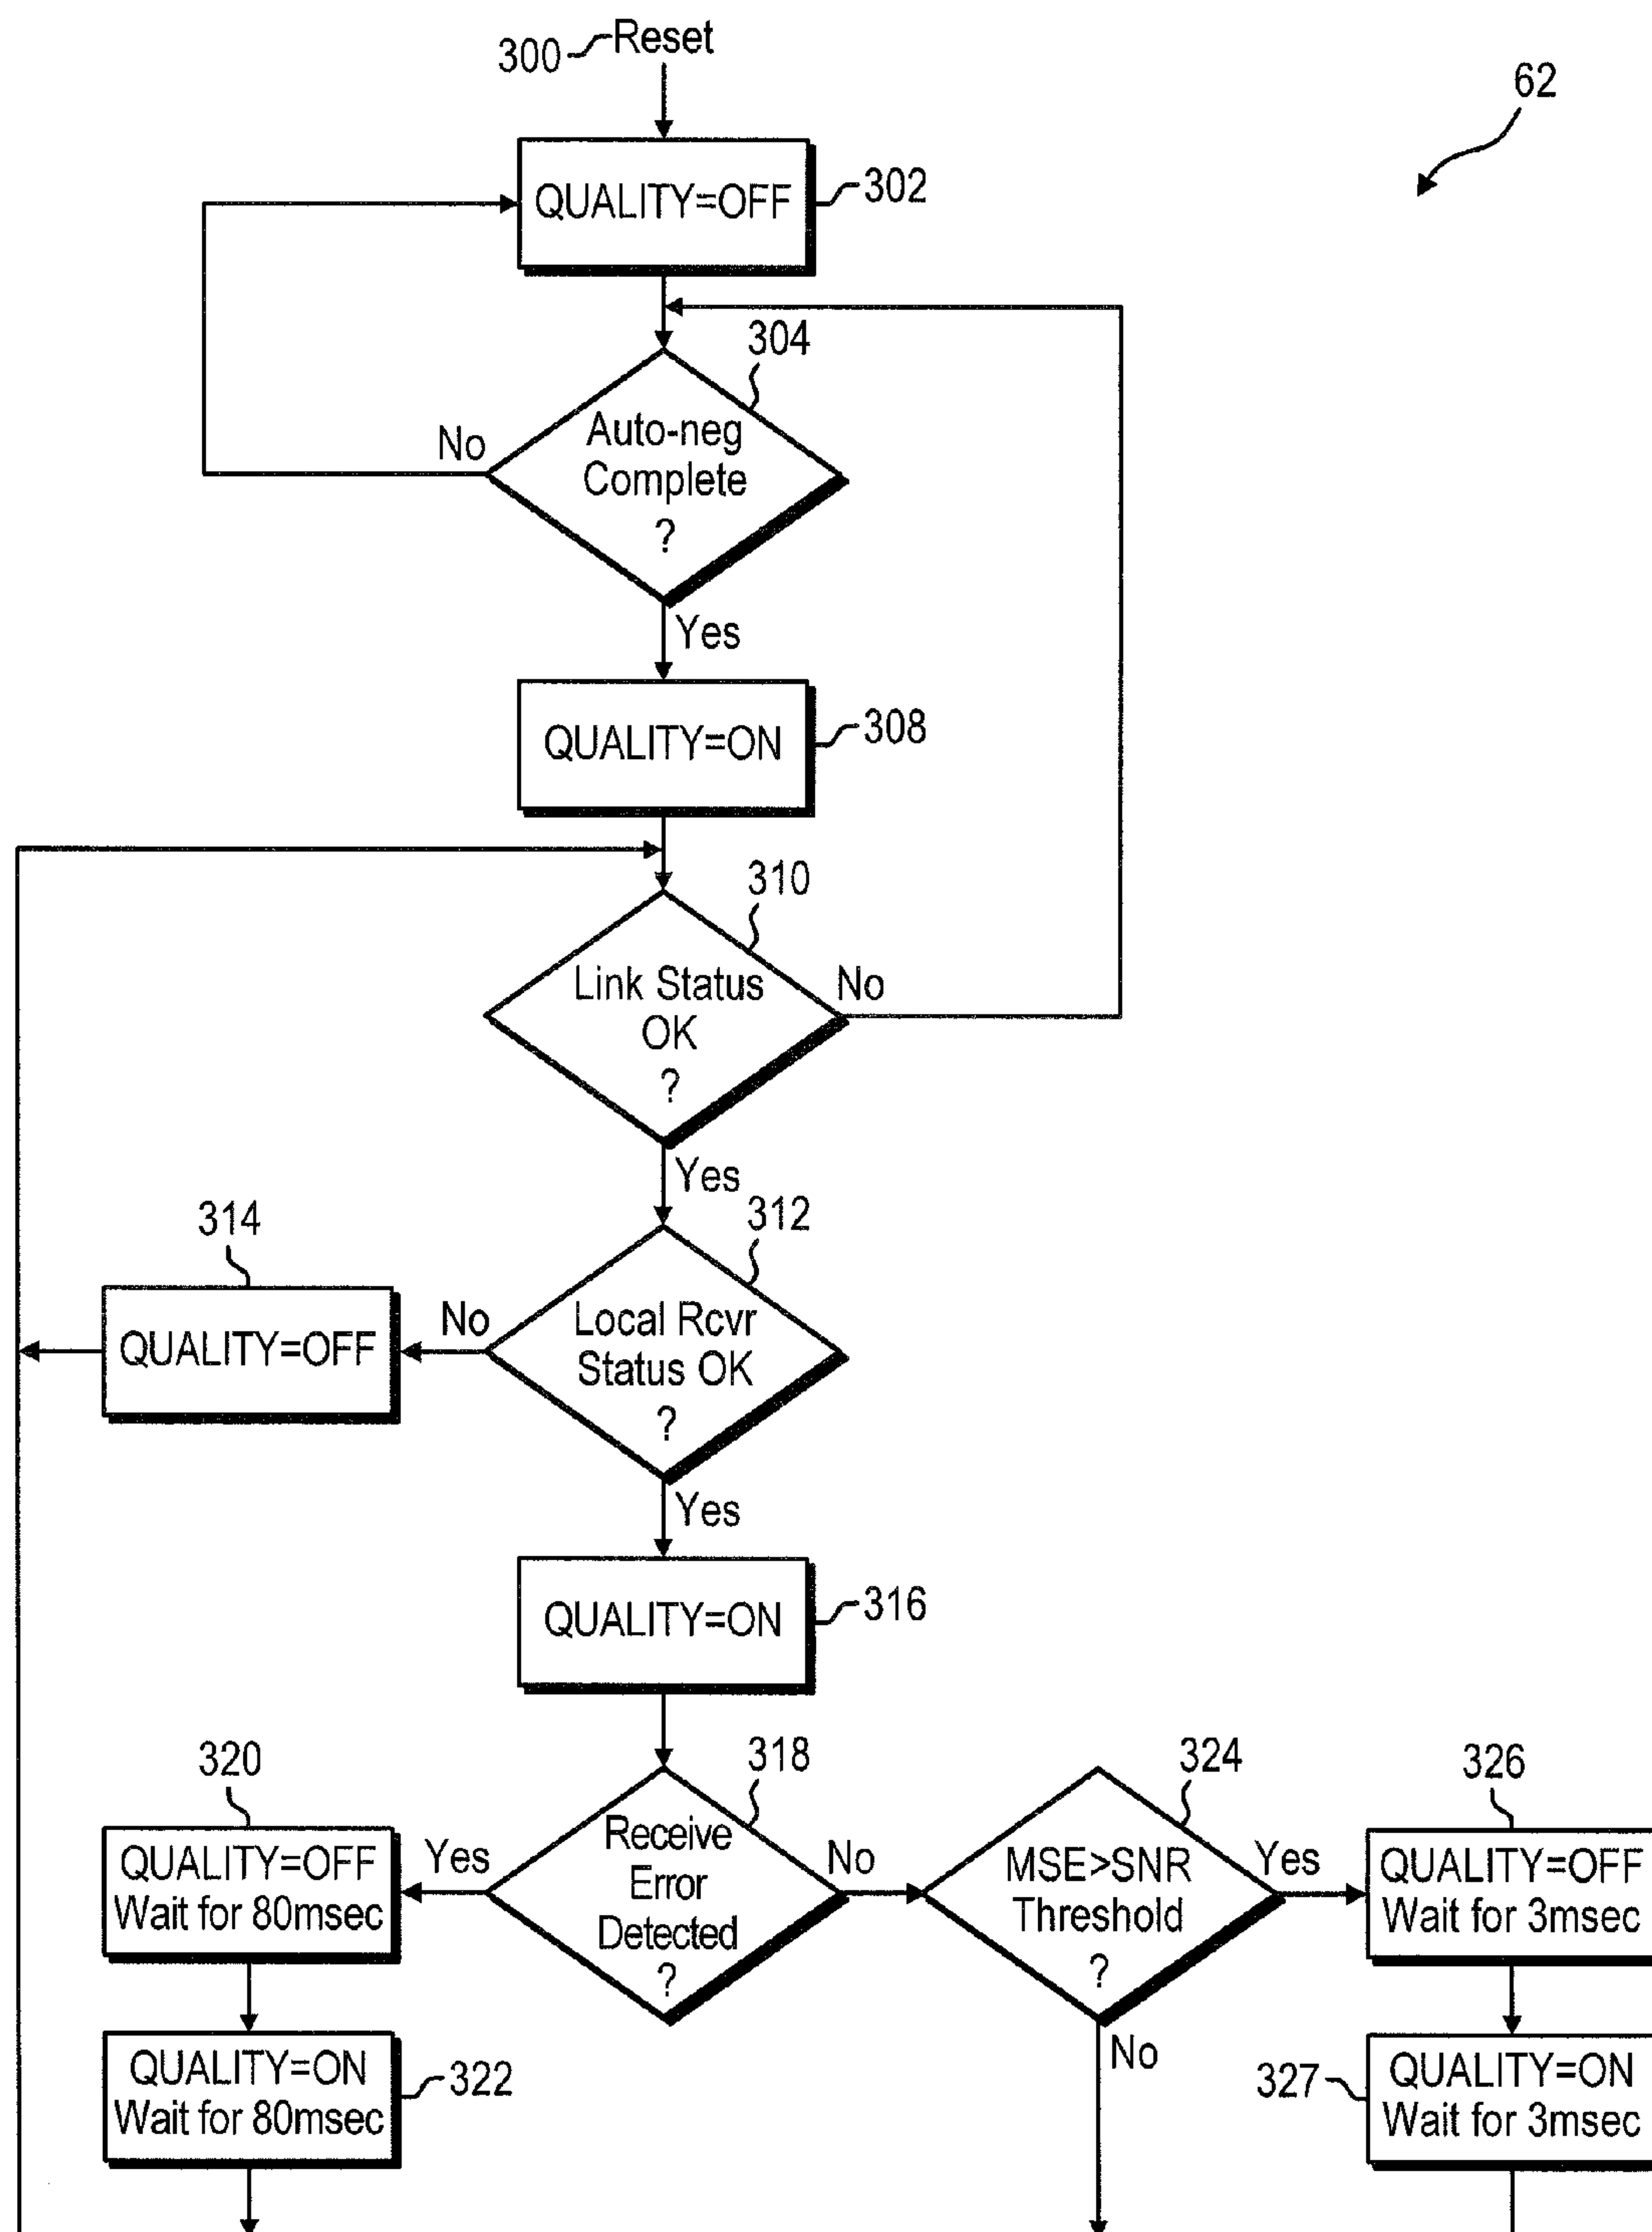 300
Reset
62
QUALITY=OFF
302
304
Auto-neg
Complete
?
No
Yes
QUALITY=ON
308
310
Link Status
OK
?
No
Yes
312
314
Local Rcvr
Status OK
?
No
QUALITY=OFF
Yes
QUALITY=ON
316
318
320
324
326
Receive
Error
Detected
?
Yes
No
QUALITY=OFF
Wait for 80msec
MSE>SNR
Threshold
?
Yes
No
QUALITY=OFF
Wait for 3msec
QUALITY=ON
Wait for 80msec
322
327
QUALITY=ON
Wait for 3msec